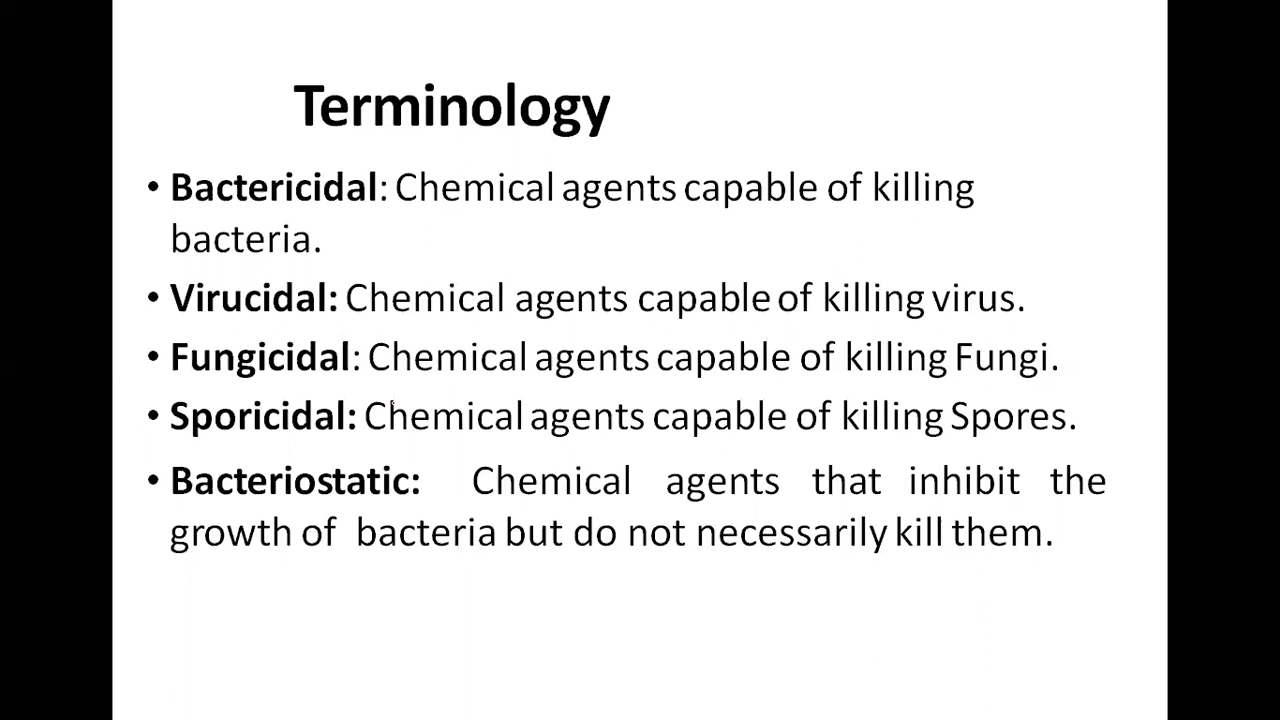 Terminology
• Bactericidal: Chemical agents capable of killing
bacteria.
• Virucidal: Chemical agents capable of killing virus.
• Fungicidal: Chemical agents capable of killing Fungi.
• Sporicidal: Chemical agents capable of killing Spores.
• Bacteriostatic: Chemical agents that inhibit the
growth of bacteria but do not necessarily kill them.